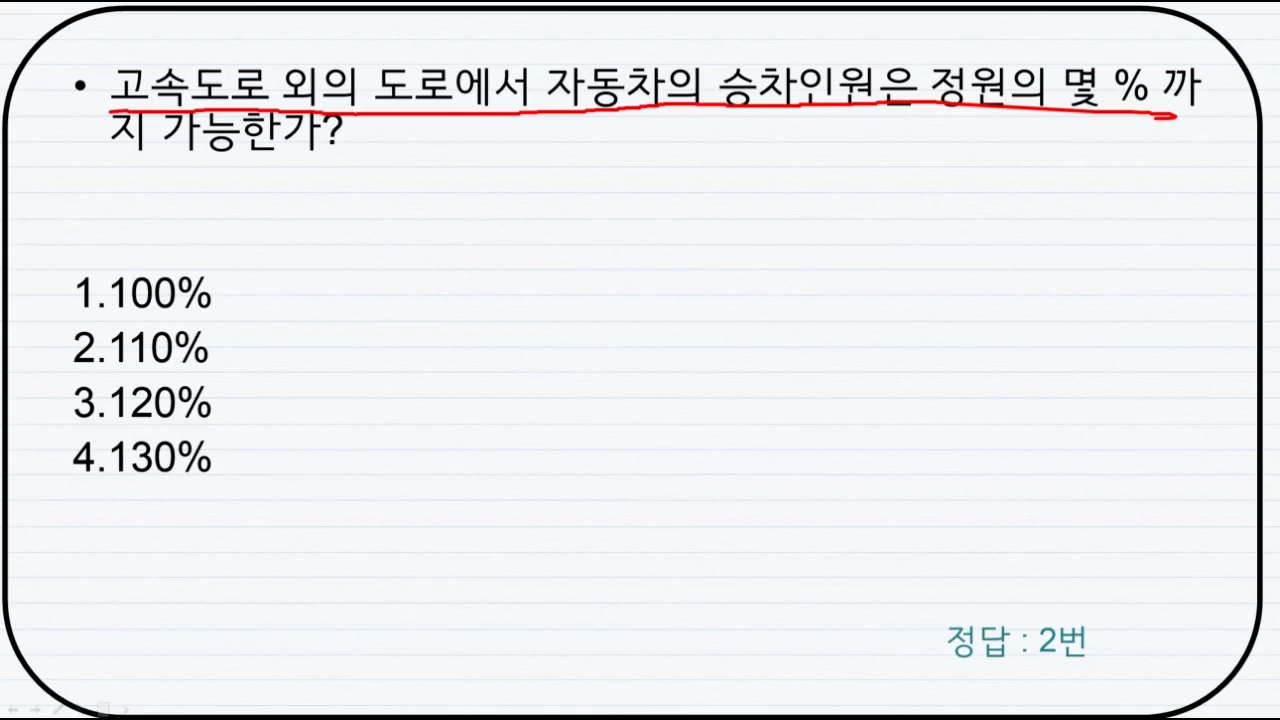 • 고속도로 외의 도로에서 자동차의 승차인원은 정원의 몇 % 까
지 가능한가?
1.100%
2.110%
3.120%
4.130%
정답 : 2번